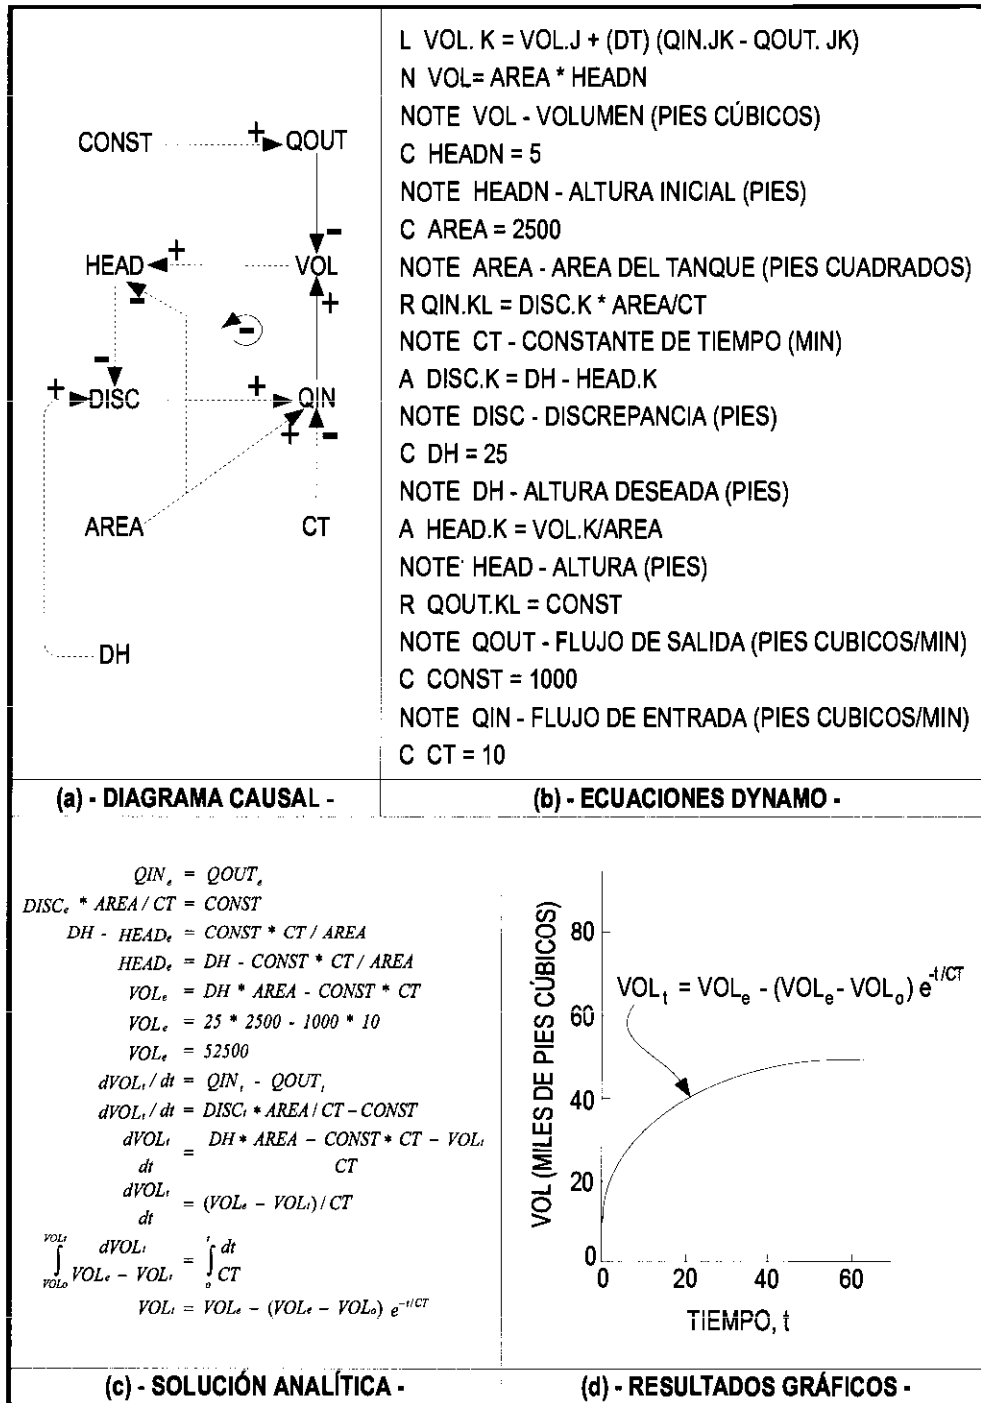 CONST + QOUT
-
HEAD + VOL
- +
-
-
+ DISC + QIN
+ -
AREA CT
DH
(a) - DIAGRAMA CAUSAL -
L VOL. K = VOL.J + (DT) (QIN.JK - QOUT. JK)
N VOL= AREA * HEADN
NOTE VOL - VOLUMEN (PIES CÚBICOS)
C HEADN = 5
NOTE HEADN - ALTURA INICIAL (PIES)
C AREA = 2500
NOTE AREA - AREA DEL TANQUE (PIES CUADRADOS)
R QIN.KL = DISC.K * AREA/CT
NOTE CT - CONSTANTE DE TIEMPO (MIN)
A DISC.K = DH - HEAD.K
NOTE DISC - DISCREPANCIA (PIES)
C DH = 25
NOTE DH - ALTURA DESEADA (PIES)
A HEAD.K = VOL.K/AREA
NOTE HEAD - ALTURA (PIES)
R QOUT.KL = CONST
NOTE QOUT - FLUJO DE SALIDA (PIES CUBICOS/MIN)
C CONST = 1000
NOTE QIN - FLUJO DE ENTRADA (PIES CUBICOS/MIN)
C CT = 10
(b) - ECUACIONES DYNAMO -
QINₑ = QOUTₑ
DISCₑ * AREA / CT = CONST
DH - HEADₑ = CONST * CT / AREA
HEADₑ = DH - CONST * CT / AREA
VOLₑ = DH * AREA - CONST * CT
VOLₑ = 25 * 2500 - 1000 * 10
VOLₑ = 52500
dVOLₜ / dt = QINₜ - QOUTₜ
dVOLₜ / dt = DISCₜ * AREA / CT - CONST
dVOLₜ DH * AREA - CONST * CT - VOLₜ
=
dt CT
dVOLₜ
= (VOLₑ - VOLₜ) / CT
dt
VOLₜ dVOLₜ t dt
∫ = ∫
VOLₒ VOLₑ - VOLₜ o CT
VOLₜ = VOLₑ - (VOLₑ - VOLₒ) e^-t/CT
(c) - SOLUCIÓN ANALÍTICA -
VOL (MILES DE PIES CÚBICOS)
80
VOLₜ = VOLₑ - (VOLₑ- VOLₒ) e^-t/CT
60
40
20
0
0 20 40 60
TIEMPO, t
(d) - RESULTADOS GRÁFICOS -